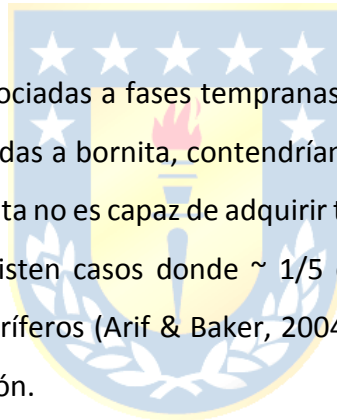 ociadas a fases tempranas
das a bornita, contendrían
ta no es capaz de adquirir t
isten casos donde ~ 1/5
ríferos (Arif & Baker, 2004
ón.